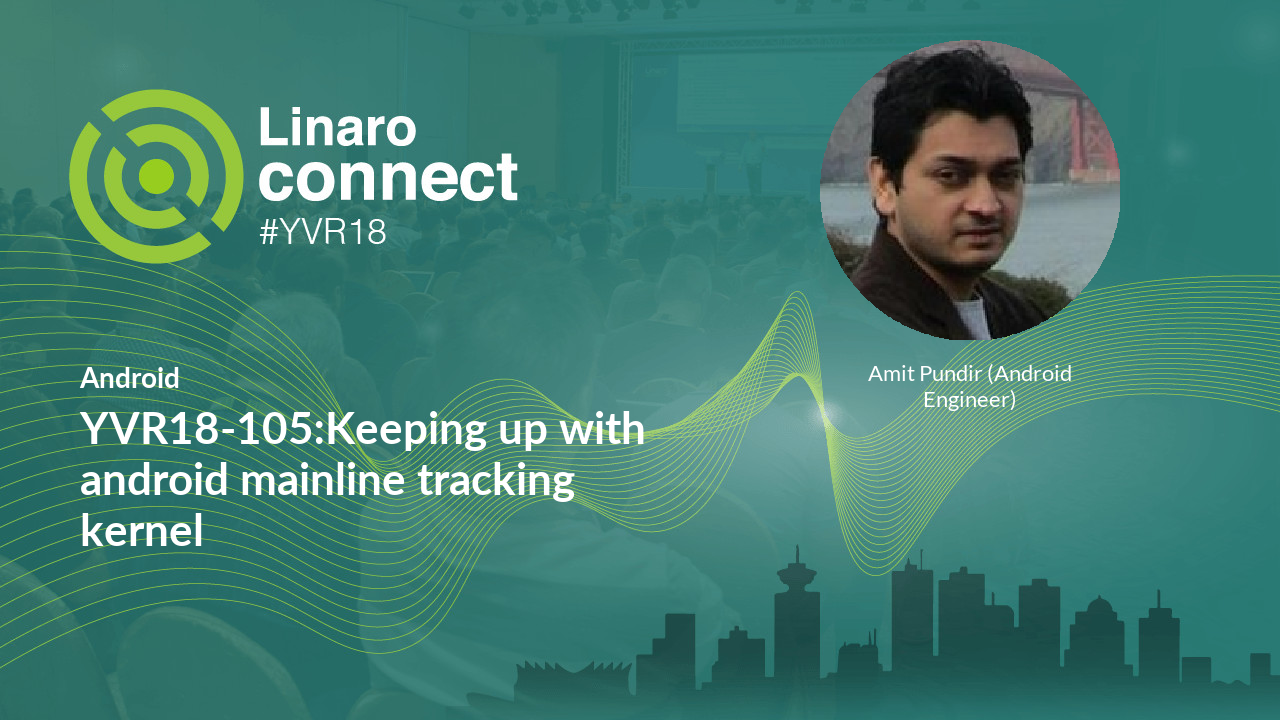 Linaro
connect
#YVR18
Amit Pundir (Android
Engineer)
Android
YVR18-105:Keeping up with
android mainline tracking
kernel